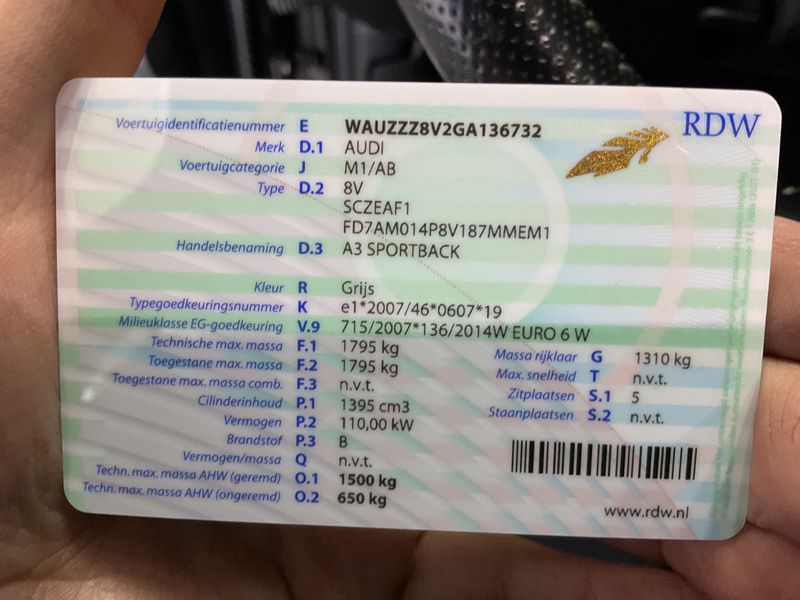 RDW
Voertuigidentificatienummer E WAUZZZ8V2GA136732
Merk D.1 AUDI
Voertuigcategorie J M1/AB
Type D.2 8V
SCZEAF1
FD7AM014P8V187MMEM1
Handelsbenaming D.3 A3 SPORTBACK
Kleur R Grijs
Typegoedkeuringsnummer K e1*2007/46*0607*19
Milieuklasse EG-goedkeuring V.9 715/2007*136/2014W EURO 6 W
Technische max. massa F.1 1795 kg
Toegestane max. massa F.2 1795 kg
Toegestane max. massa comb. F.3 n.v.t.
Cilinderinhoud P.1 1395 cm3
Vermogen P.2 110,00 kW
Brandstof P.3 B
Vermogen/massa Q n.v.t.
Techn. max. massa AHW (geremd) O.1 1500 kg
Techn. max. massa AHW (ongeremd) O.2 650 kg
Massa rijklaar G 1310 kg
Max. snelheid T n.v.t.
Zitplaatsen S.1 5
Staanplaatsen S.2 n.v.t.
www.rdw.nl